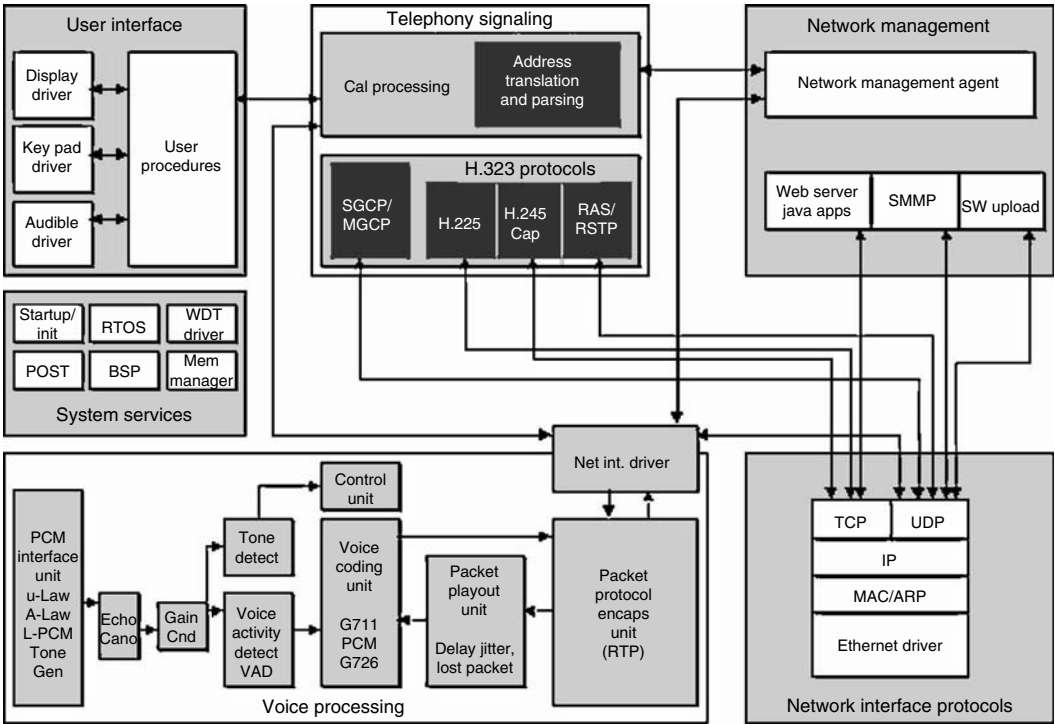 User interface
Display
driver
Key pad
driver
Audible
driver
User
procedures
Telephony signaling
Cal processing
Address
translation
and parsing
H.323 protocols
SGCP/
MGCP
H.225
H.245
Cap
RAS/
RSTP
Network management
Network management agent
Web server
java apps
SMMP
SW upload
Startup/
init
RTOS
WDT
driver
POST
BSP
Mem
manager
System services
Net int. driver
Control
unit
PCM
interface
unit
u-Law
A-Law
L-PCM
Tone
Gen
Echo
Cano
Gain
Cnd
Tone
detect
Voice
activity
detect
VAD
Voice
coding
unit
G711
PCM
G726
Packet
playout
unit
Delay jitter,
lost packet
Packet
protocol
encaps
unit
(RTP)
Voice processing
TCP
UDP
IP
MAC/ARP
Ethernet driver
Network interface protocols